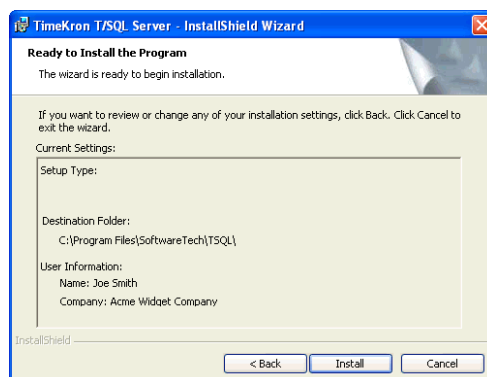 TimeKron T/SQL Server - InstallShield Wizard
Ready to Install the Program
The wizard is ready to begin installation.
If you want to review or change any of your installation settings, click Back. Click Cancel to
exit the wizard.
Current Settings:
Setup Type:
Destination Folder:
C:\Program Files\SoftwareTech\TSQL\
User Information:
Name: Joe Smith
Company: Acme Widget Company
InstallShield
< Back
Install
Cancel